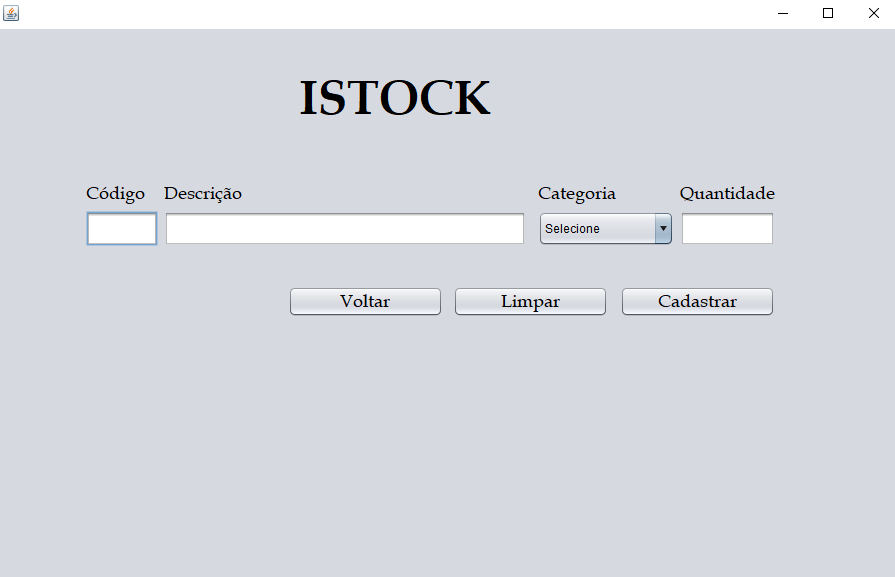 ISTOCK
Código Descrição Categoria Quantidade
Selecione
Voltar Limpar Cadastrar